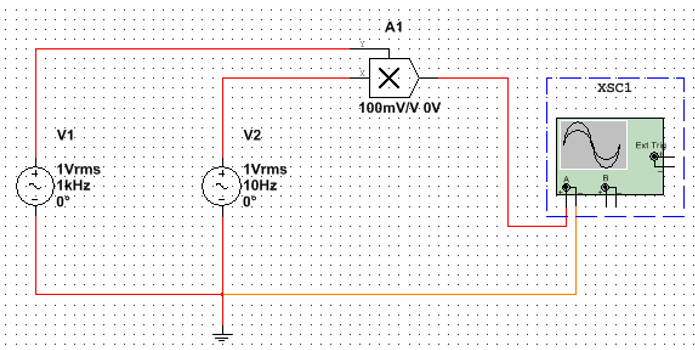 A1
Y
X
100mV/V 0V
XSC1
Ext Trig
+
−
A
B
+
−
+
−
V1
1Vrms
1kHz
0°
V2
1Vrms
10Hz
0°